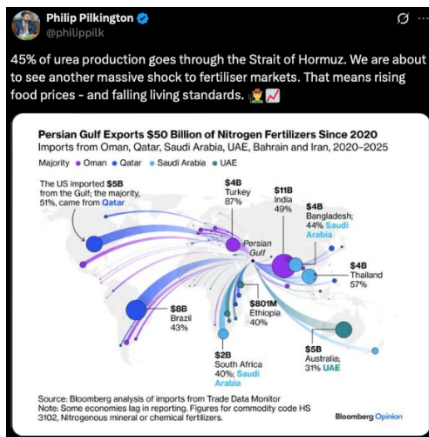 Philip Pilkington
@philippilk
45% of urea production goes through the Strait of Hormuz. We are about
to see another massive shock to fertiliser markets. That means rising
food prices - and falling living standards. 👨‍🌾📈
Persian Gulf Exports $50 Billion of Nitrogen Fertilizers Since 2020
Imports from Oman, Qatar, Saudi Arabia, UAE, Bahrain and Iran, 2020–2025
Majority • Oman • Qatar • Saudi Arabia • UAE
The US imported $5B
from the Gulf; the majority,
51%, came from Qatar
$4B
Turkey
87%
Persian
Gulf
$11B
India
49%
$4B
Bangladesh;
44% Saudi
Arabia
$4B
Thailand
57%
$8B
Brazil
43%
$801M
Ethiopia
40%
$2B
South Africa
40%; Saudi
Arabia
$5B
Australia;
31% UAE
Source: Bloomberg analysis of imports from Trade Data Monitor
Note: Some economies lag in reporting. Figures for commodity code HS
3102, Nitrogenous mineral or chemical fertilizers.
Bloomberg Opinion